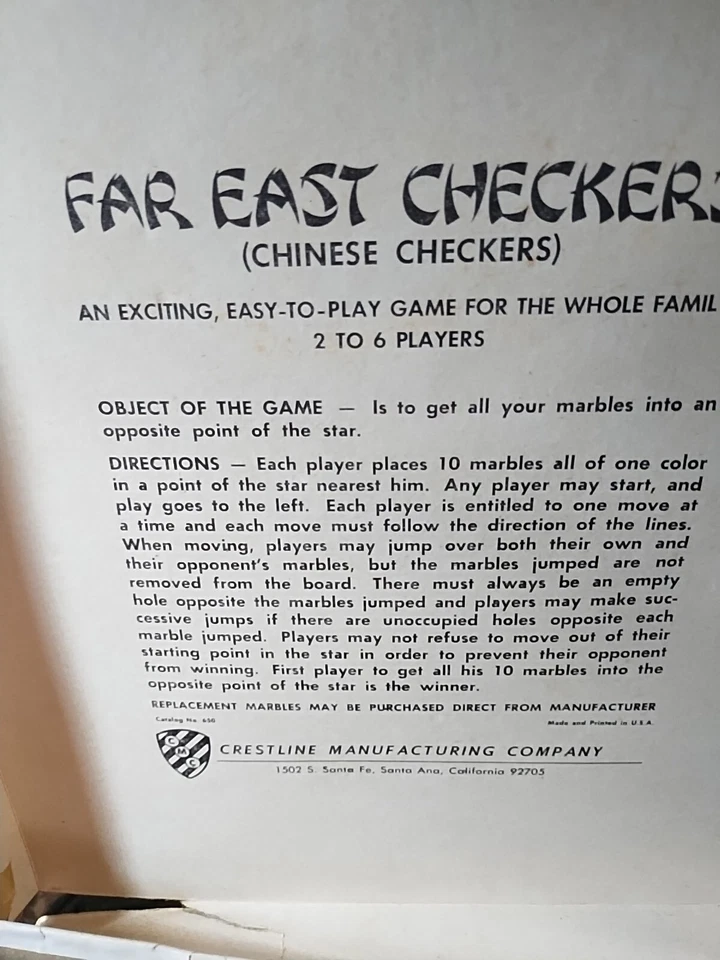 FAR EAST CHECKERS
(CHINESE CHECKERS)
AN EXCITING, EASY-TO-PLAY GAME FOR THE WHOLE FAMIL
2 TO 6 PLAYERS
OBJECT OF THE GAME — Is to get all your marbles into an
opposite point of the star.
DIRECTIONS — Each player places 10 marbles all of one color
in a point of the star nearest him. Any player may start, and
play goes to the left. Each player is entitled to one move at
a time and each move must follow the direction of the lines.
When moving, players may jump over both their own and
their opponent's marbles, but the marbles jumped are not
removed from the board. There must always be an empty
hole opposite the marbles jumped and players may make suc-
cessive jumps if there are unoccupied holes opposite each
marble jumped. Players may not refuse to move out of their
starting point in the star in order to prevent their opponent
from winning. First player to get all his 10 marbles into the
opposite point of the star is the winner.
REPLACEMENT MARBLES MAY BE PURCHASED DIRECT FROM MANUFACTURER
Catalog No. 650 Made and Printed in U.S.A.
CMC
CRESTLINE MANUFACTURING COMPANY
1502 S. Santa Fe, Santa Ana, California 92705